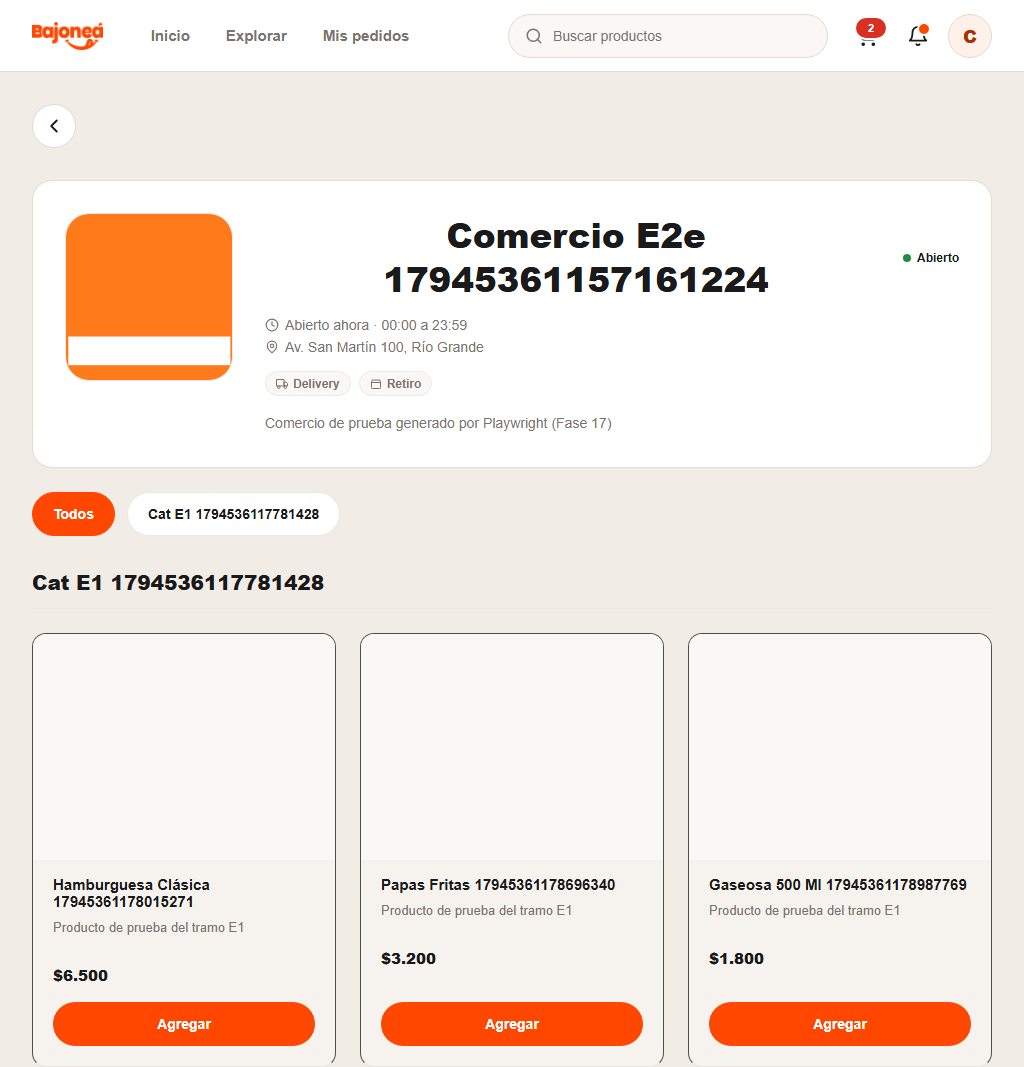 Bajoneá
Inicio
Explorar
Mis pedidos
Buscar productos
2
C
Comercio E2e
17945361157161224
Abierto
Abierto ahora · 00:00 a 23:59
Av. San Martín 100, Río Grande
Delivery
Retiro
Comercio de prueba generado por Playwright (Fase 17)
Todos
Cat E1 1794536117781428
Cat E1 1794536117781428
Hamburguesa Clásica
17945361178015271
Producto de prueba del tramo E1
$6.500
Agregar
Papas Fritas 17945361178696340
Producto de prueba del tramo E1
$3.200
Agregar
Gaseosa 500 Ml 17945361178987769
Producto de prueba del tramo E1
$1.800
Agregar